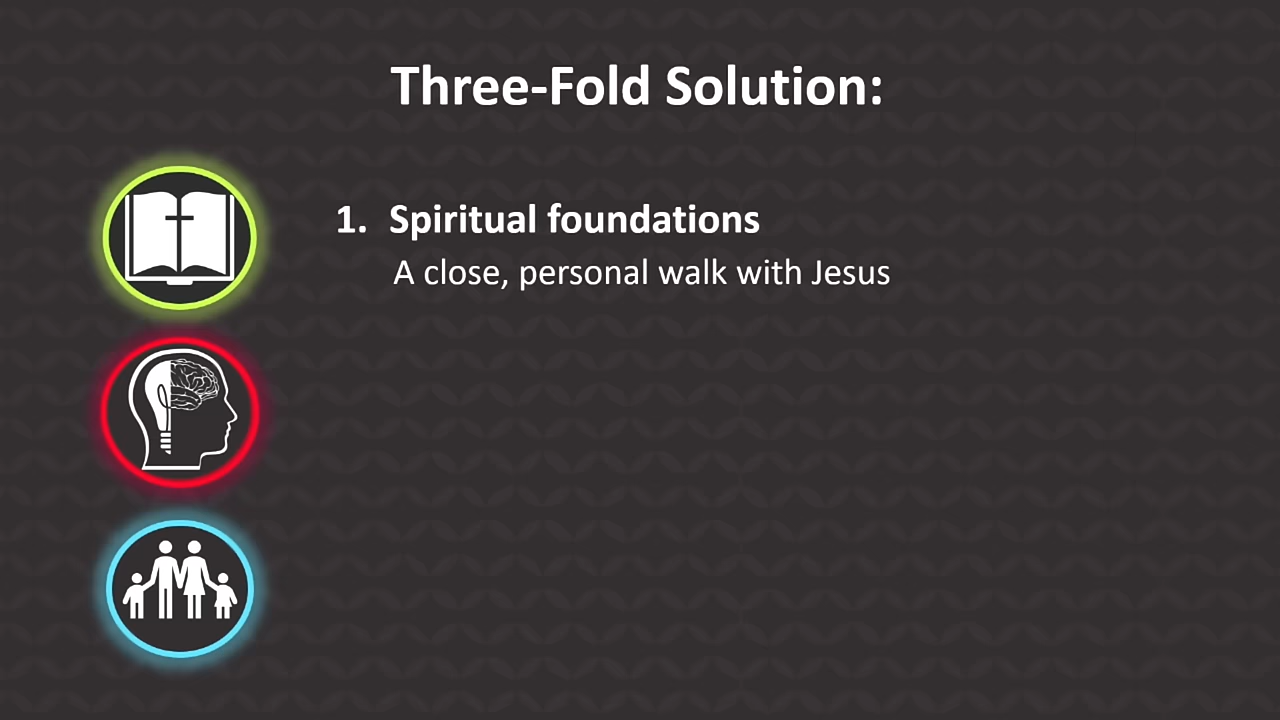 Three-Fold Solution:
1. Spiritual foundations
A close, personal walk with Jesus